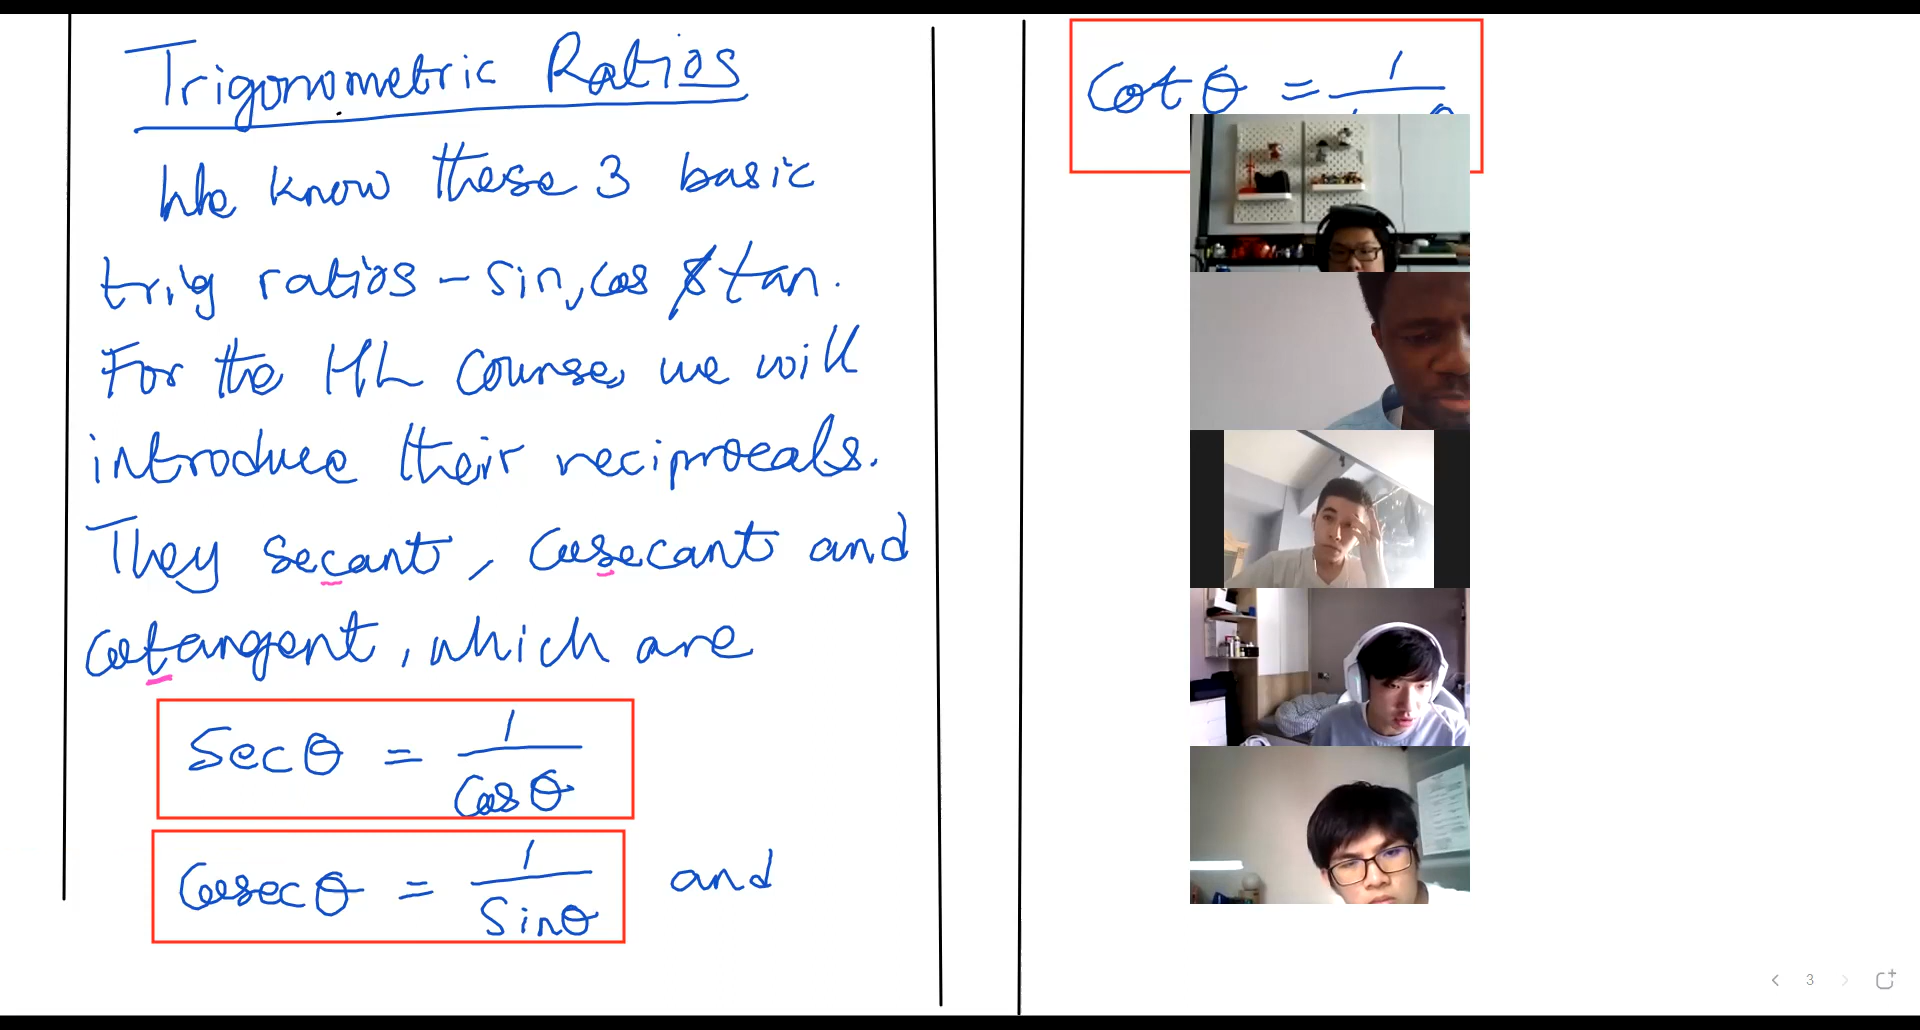 Trigonometric Ratios
We know these 3 basic
trig ratios - sin, cos & tan.
For the HL course, we will
introduce their reciprocals.
They secant, cosecant and
cotangent, which are
Sec θ = 1/Cos θ
Cosec θ = 1/Sin θ and
Cot θ = 1/
3